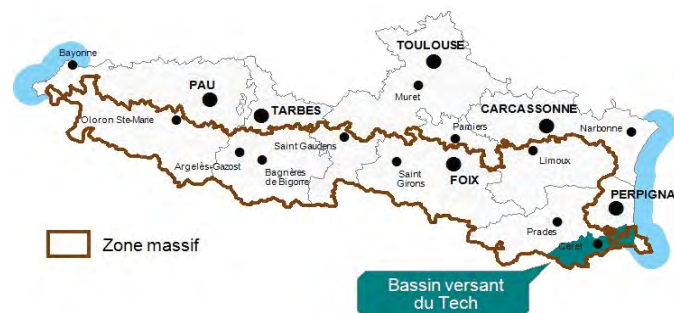 Bayonne
TOULOUSE
PAU
Muret
TARBES
CARCASSONNE
Oloron Ste-Marie
Pamiers
Narbonne
Saint Gaudens
Argelès-Gazost
Bagnères
de Bigorre
Saint
Girons
FOIX
Limoux
PERPIGNA
Prades
Céret
Zone massif
Bassin versant
du Tech